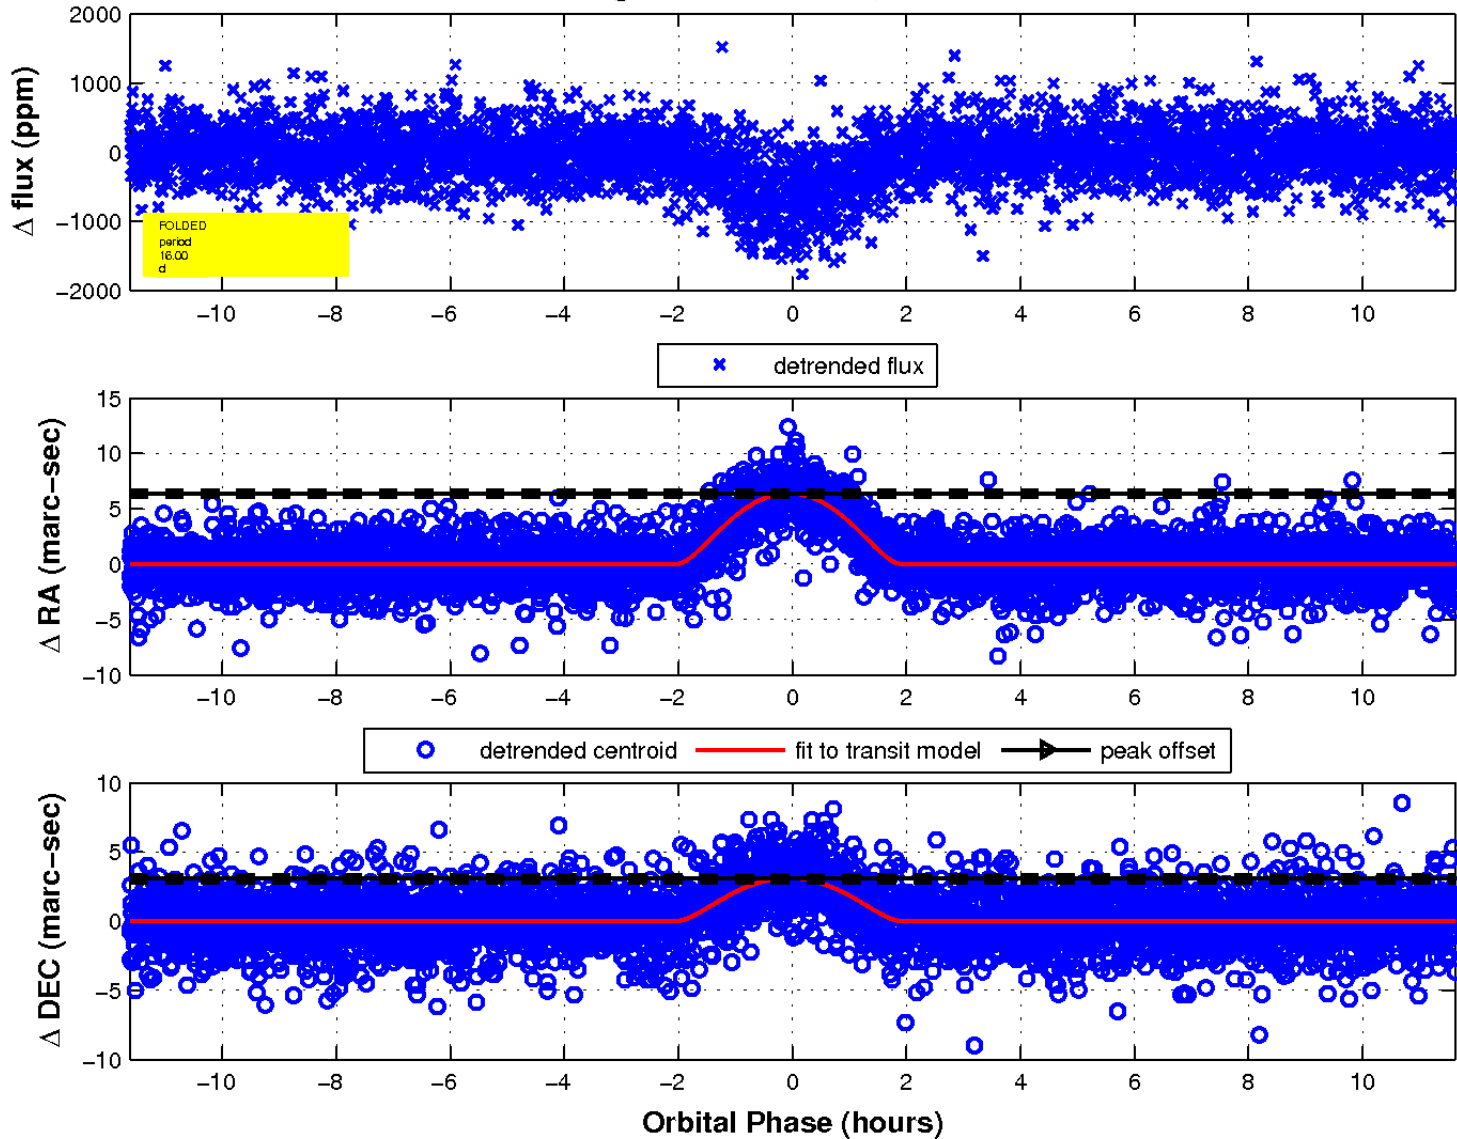 2000
1000
0
−1000
−2000
Δ flux (ppm)
FOLDED
period
16.00
d
−10 −8 −6 −4 −2 0 2 4 6 8 10
detrended flux
15
10
5
0
−5
−10
Δ RA (marc−sec)
−10 −8 −6 −4 −2 0 2 4 6 8 10
detrended centroid fit to transit model peak offset
10
5
0
−5
−10
Δ DEC (marc−sec)
−10 −8 −6 −4 −2 0 2 4 6 8 10
Orbital Phase (hours)